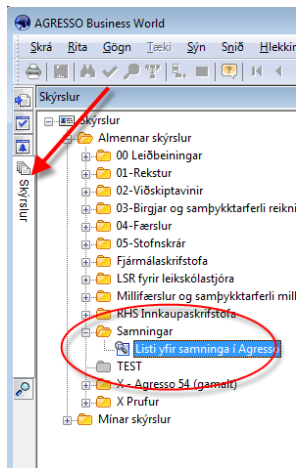 AGRESSO Business World
Skrá Rita Gögn Tæki Sýn Snið
Skýrslur
Skýrslur
Skýrslur
Almennar skýrslur
00 Leiðbeiningar
01-Rekstur
02-Viðskiptavinir
03-Birgjar og samþykktarferli reikni
04-Færslur
05-Stofnskrár
Fjármálaskrifstofa
LSR fyrir leikskólastjóra
Millifærslur og samþykktarferli mill
RHS Innkaupaskrifstofa
Samningar
Listi yfir samninga í Agresso
TEST
X - Agresso 54 (gamalt)
X Prufur
Mínar skýrslur